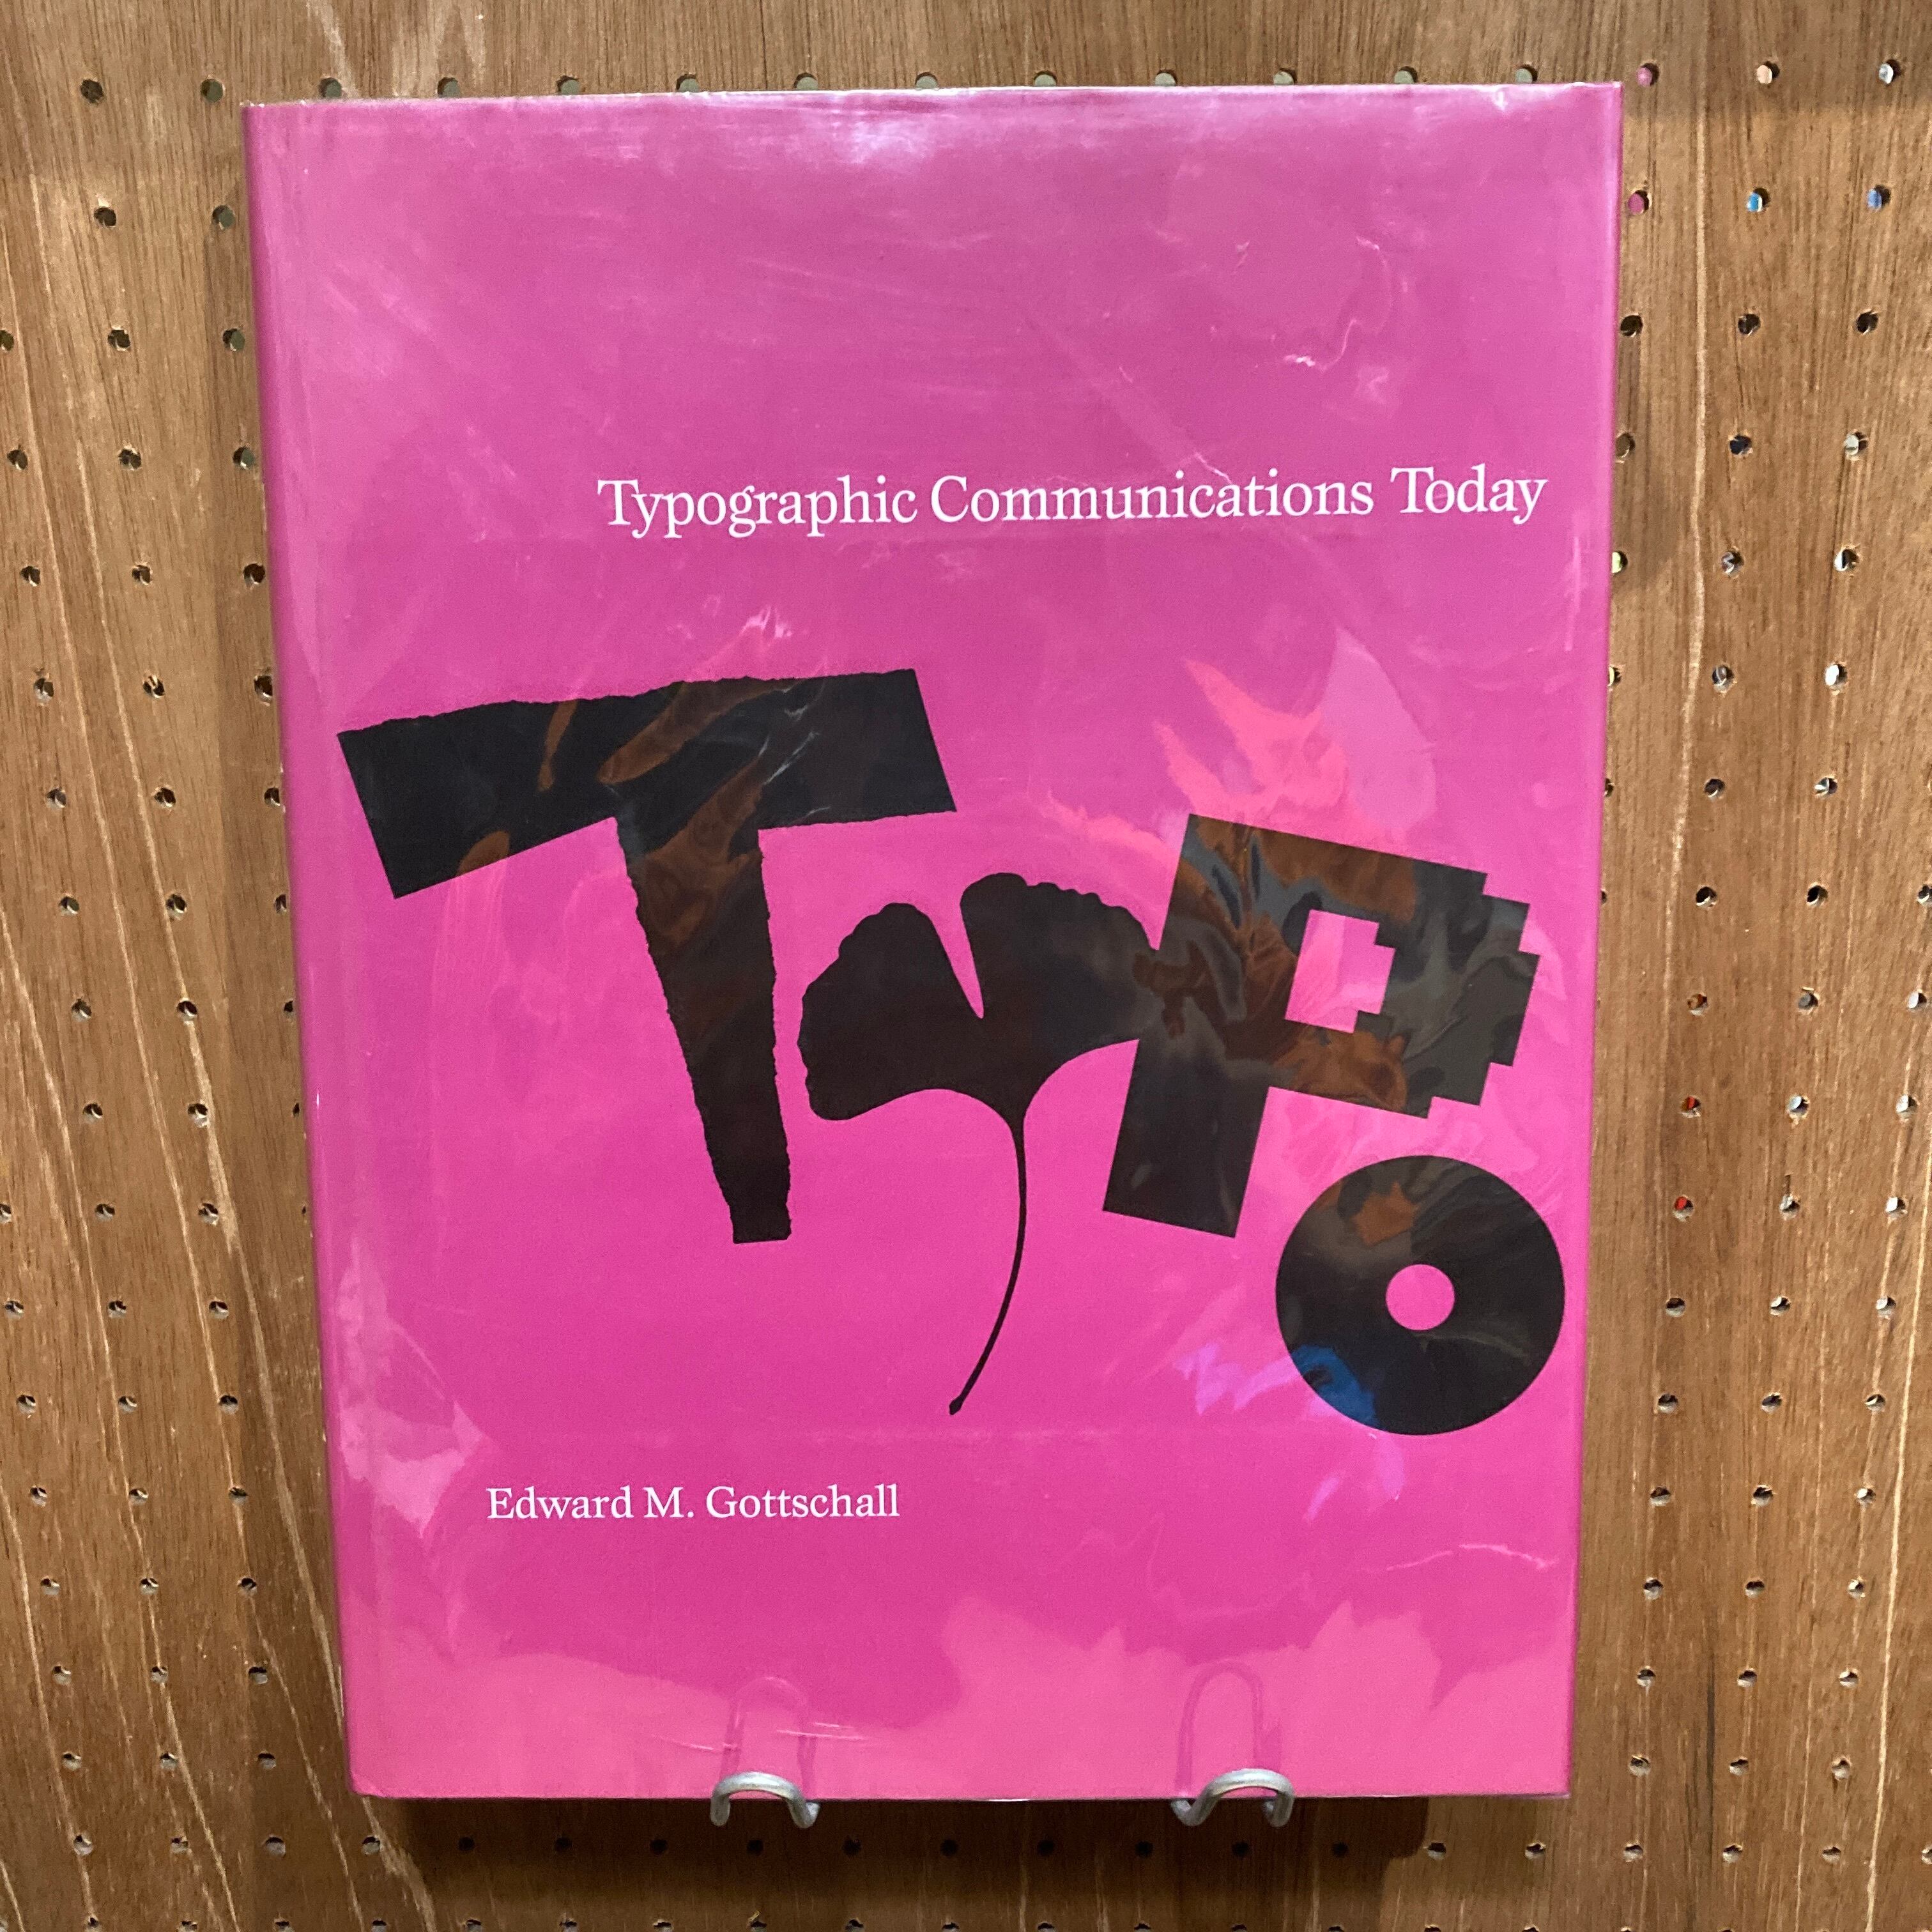 Typographic Communications Today
Typo
Edward M. Gottschall